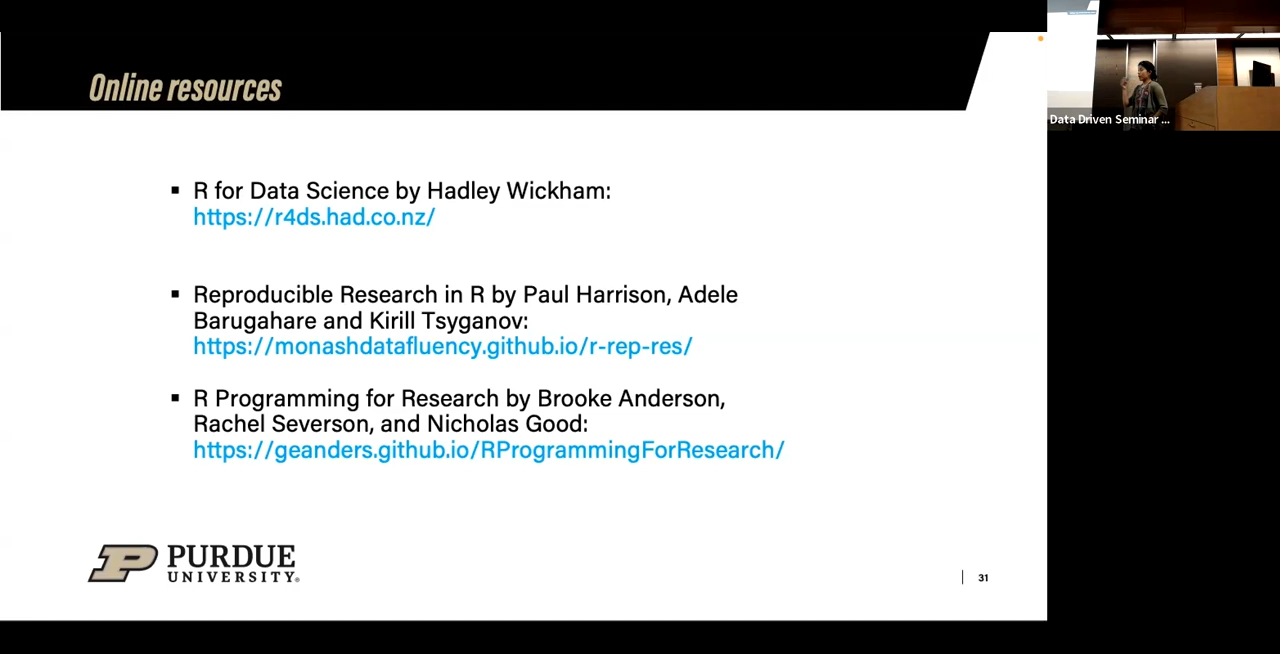 Online resources
Data Driven Seminar ...
▪ R for Data Science by Hadley Wickham:
https://r4ds.had.co.nz/
▪ Reproducible Research in R by Paul Harrison, Adele
Barugahare and Kirill Tsyganov:
https://monashdatafluency.github.io/r-rep-res/
▪ R Programming for Research by Brooke Anderson,
Rachel Severson, and Nicholas Good:
https://geanders.github.io/RProgrammingForResearch/
PURDUE
UNIVERSITY®
31